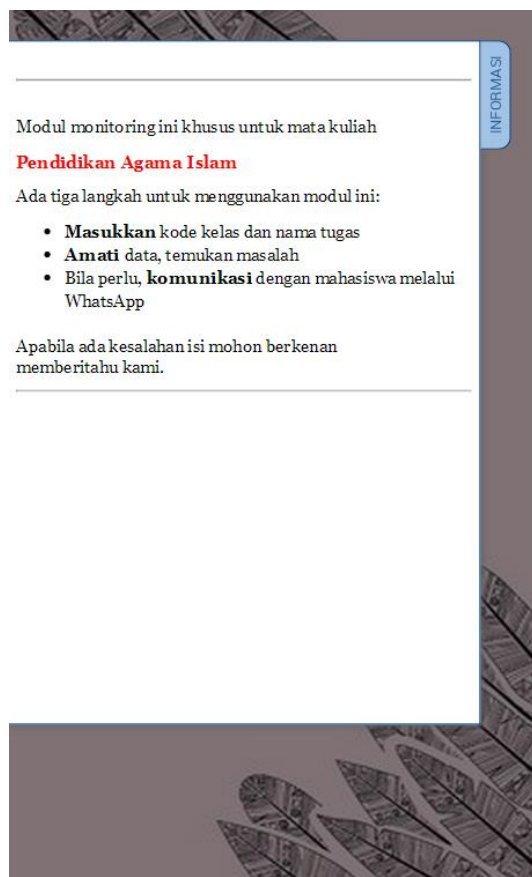 INFORMASI
Modul monitoring ini khusus untuk mata kuliah
Pendidikan Agama Islam
Ada tiga langkah untuk menggunakan modul ini:
• Masukkan kode kelas dan nama tugas
• Amati data, temukan masalah
• Bila perlu, komunikasi dengan mahasiswa melalui
WhatsApp
Apabila ada kesalahan isi mohon berkenan
memberitahu kami.